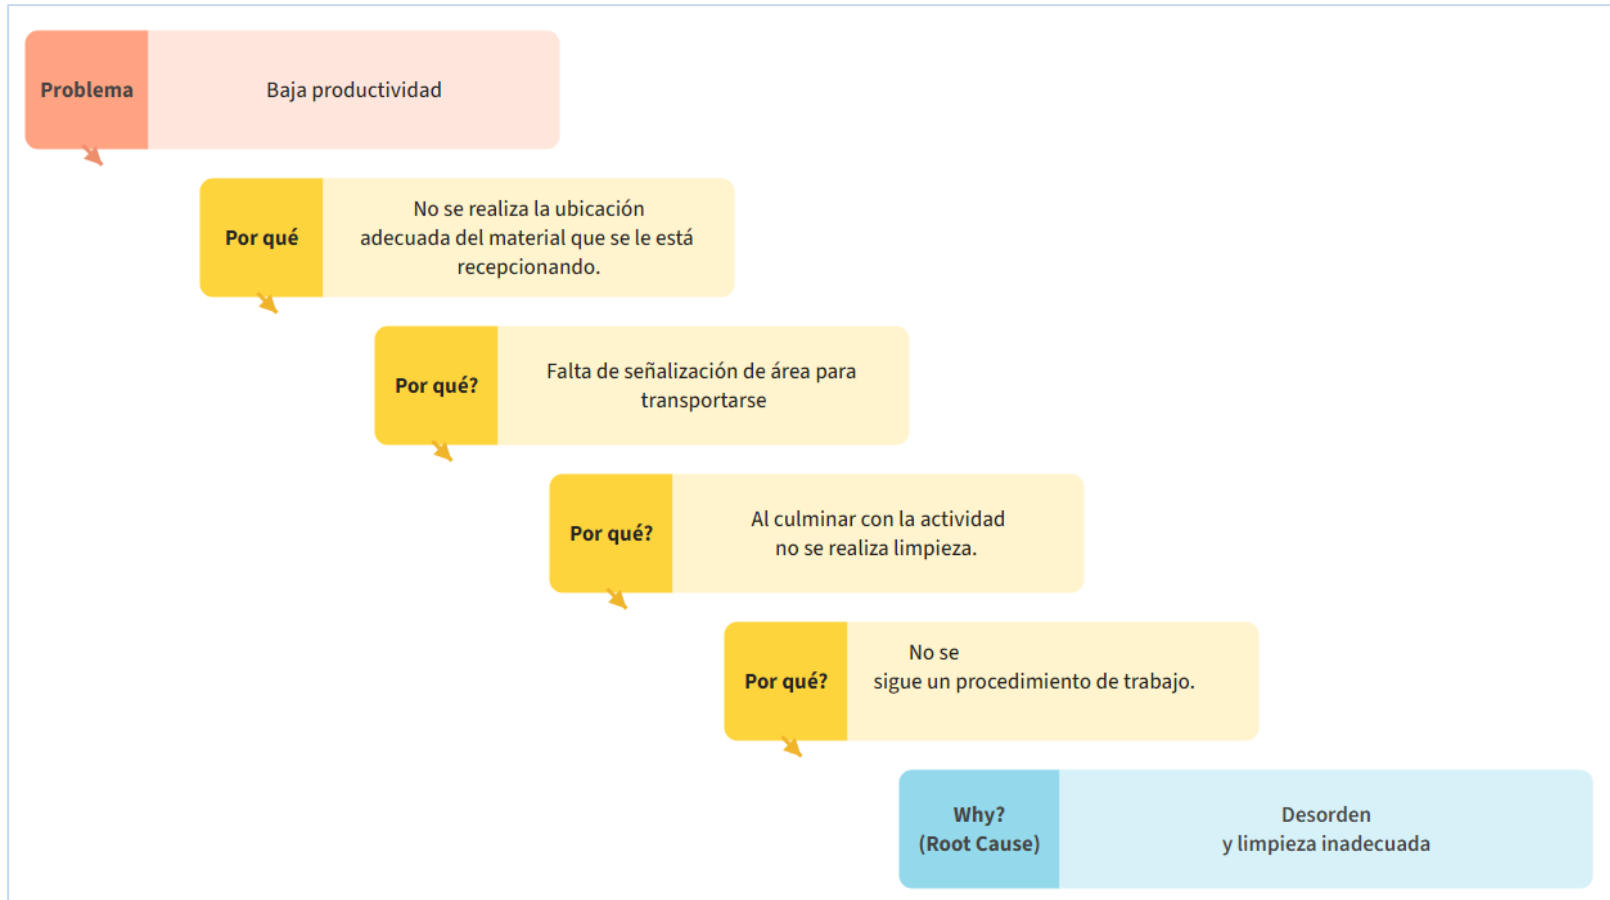 Problema
Baja productividad
Por qué
No se realiza la ubicación
adecuada del material que se le está
recepcionando.
Por qué?
Falta de señalización de área para
transportarse
Por qué?
Al culminar con la actividad
no se realiza limpieza.
Por qué?
No se
sigue un procedimiento de trabajo.
Why?
(Root Cause)
Desorden
y limpieza inadecuada